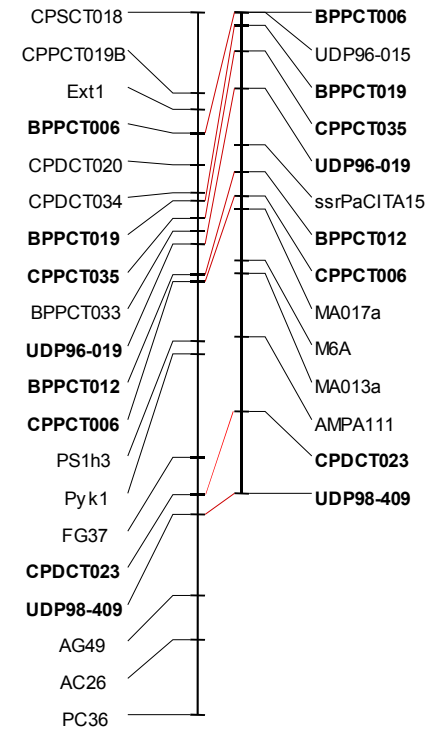 CPSCT018
CPPCT019B
Ext1
BPPCT006
CPDCT020
CPDCT034
BPPCT019
CPPCT035
BPPCT033
UDP96-019
BPPCT012
CPPCT006
PS1h3
Pyk1
FG37
CPDCT023
UDP98-409
AG49
AC26
PC36
BPPCT006
UDP96-015
BPPCT019
CPPCT035
UDP96-019
ssrPaCITA15
BPPCT012
CPPCT006
MA017a
M6A
MA013a
AMPA111
CPDCT023
UDP98-409